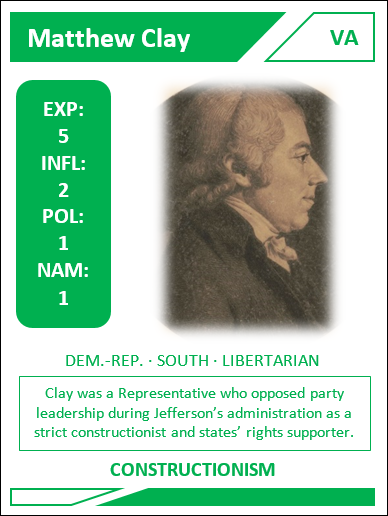 Matthew Clay
VA
EXP:
5
INFL:
2
POL:
1
NAM:
1
DEM.-REP. · SOUTH · LIBERTARIAN
Clay was a Representative who opposed party
leadership during Jefferson’s administration as a
strict constructionist and states’ rights supporter.
CONSTRUCTIONISM